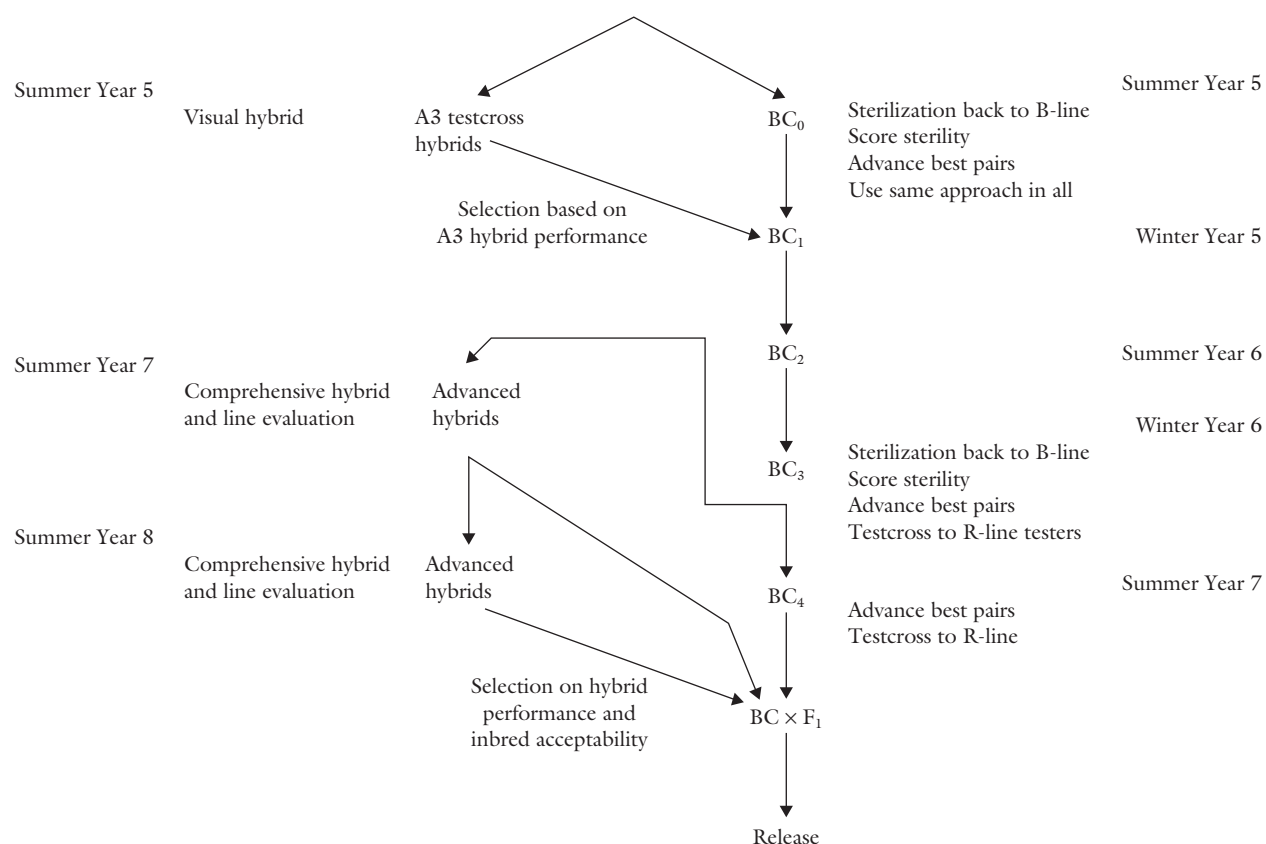 Summer Year 5
Visual hybrid
A3 testcross
hybrids
BC₀
Sterilization back to B-line
Score sterility
Advance best pairs
Use same approach in all
Summer Year 5
Selection based on
A3 hybrid performance
BC₁
Winter Year 5
Summer Year 7
Comprehensive hybrid
and line evaluation
Advanced
hybrids
BC₂
Summer Year 6
Winter Year 6
BC₃
Sterilization back to B-line
Score sterility
Advance best pairs
Testcross to R-line testers
Summer Year 8
Comprehensive hybrid
and line evaluation
Advanced
hybrids
BC₄
Advance best pairs
Testcross to R-line
Summer Year 7
Selection on hybrid
performance and
inbred acceptability
BC × F₁
Release